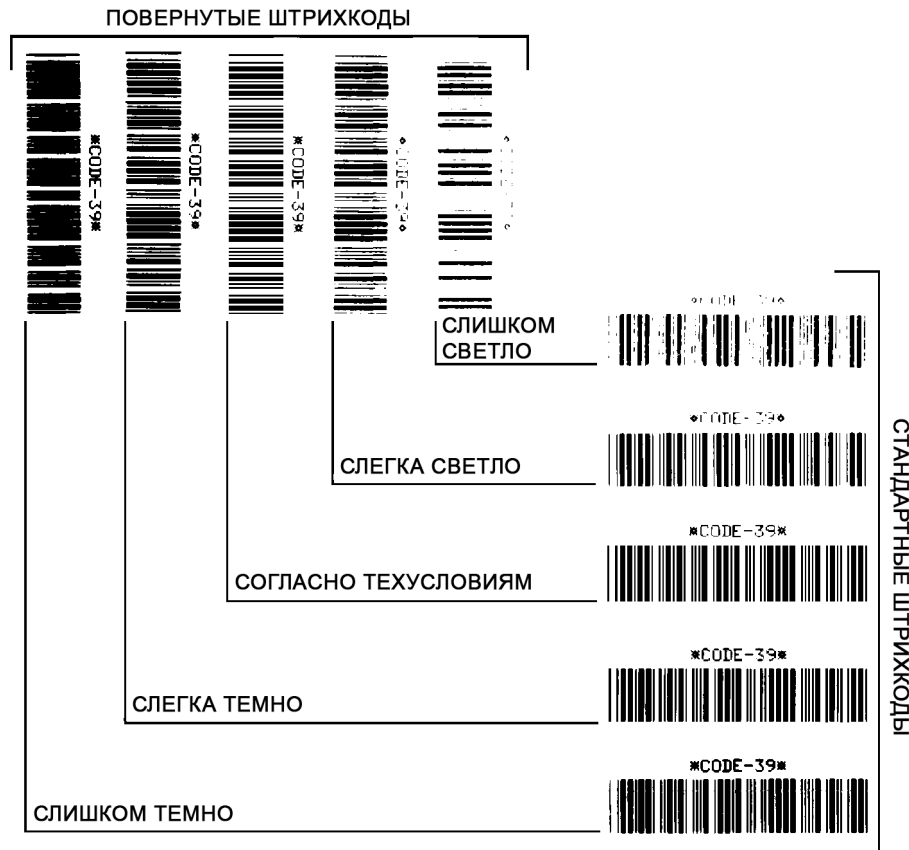 ПОВЕРНУТЫЕ ШТРИХКОДЫ
*CODE-39*
*CODE-39*
*CODE-39*
СЛИШКОМ
СВЕТЛО
СЛЕГКА СВЕТЛО
*CODE-39*
СОГЛАСНО ТЕХУСЛОВИЯМ
*CODE-39*
СЛЕГКА ТЕМНО
*CODE-39*
СЛИШКОМ ТЕМНО
СТАНДАРТНЫЕ ШТРИХКОДЫ